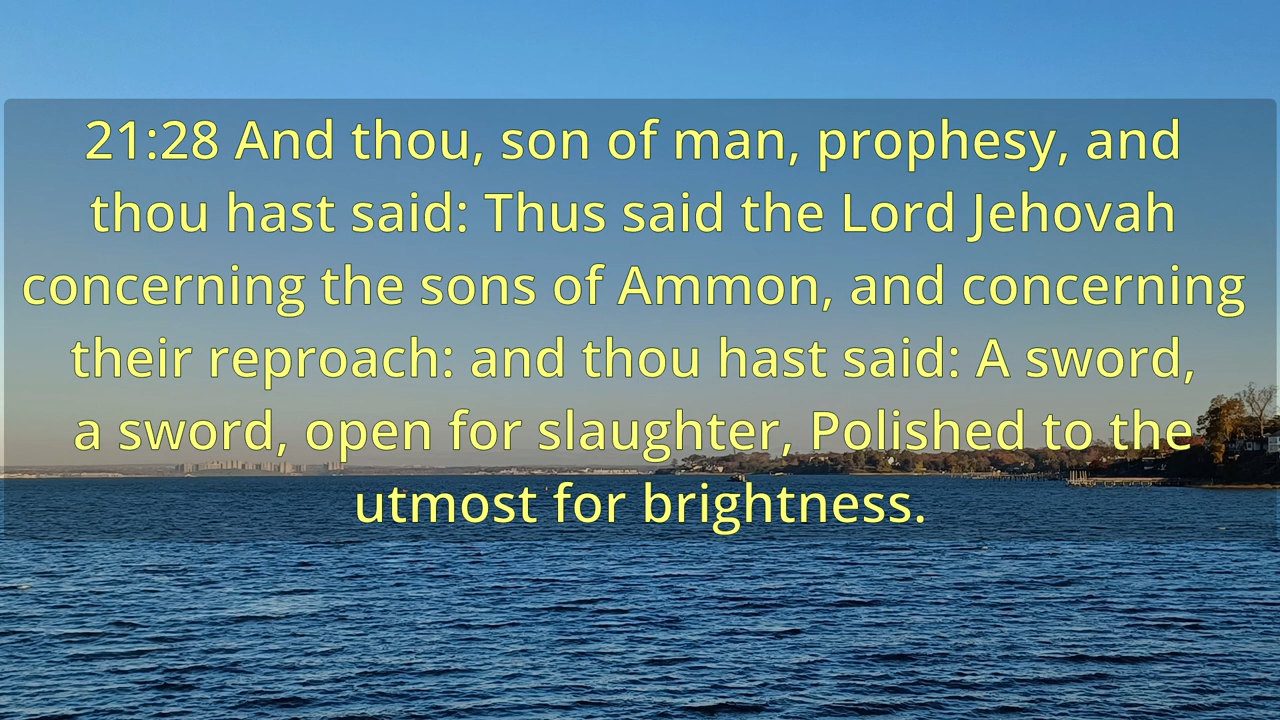 21:28 And thou, son of man, prophesy, and
thou hast said: Thus said the Lord Jehovah
concerning the sons of Ammon, and concerning
their reproach: and thou hast said: A sword,
a sword, open for slaughter, Polished to the
utmost for brightness.